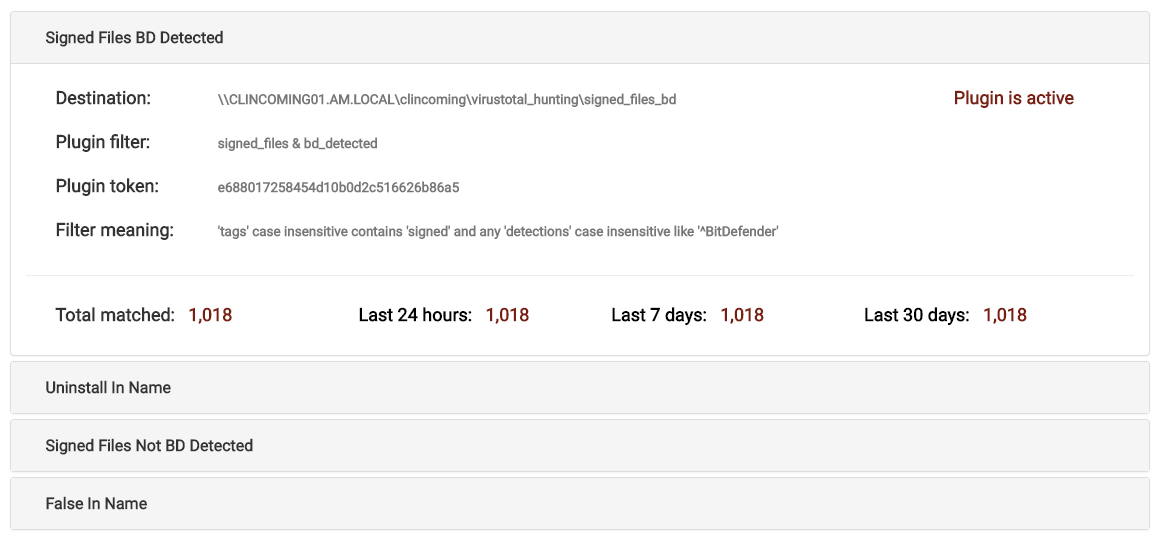 Signed Files BD Detected
Destination: \\CLINCOMING01.AM.LOCAL\clincoming\virustotal_hunting\signed_files_bd Plugin is active
Plugin filter: signed_files & bd_detected
Plugin token: e688017258454d10b0d2c516626b86a5
Filter meaning: 'tags' case insensitive contains 'signed' and any 'detections' case insensitive like '^BitDefender'
Total matched: 1,018 Last 24 hours: 1,018 Last 7 days: 1,018 Last 30 days: 1,018
Uninstall In Name
Signed Files Not BD Detected
False In Name